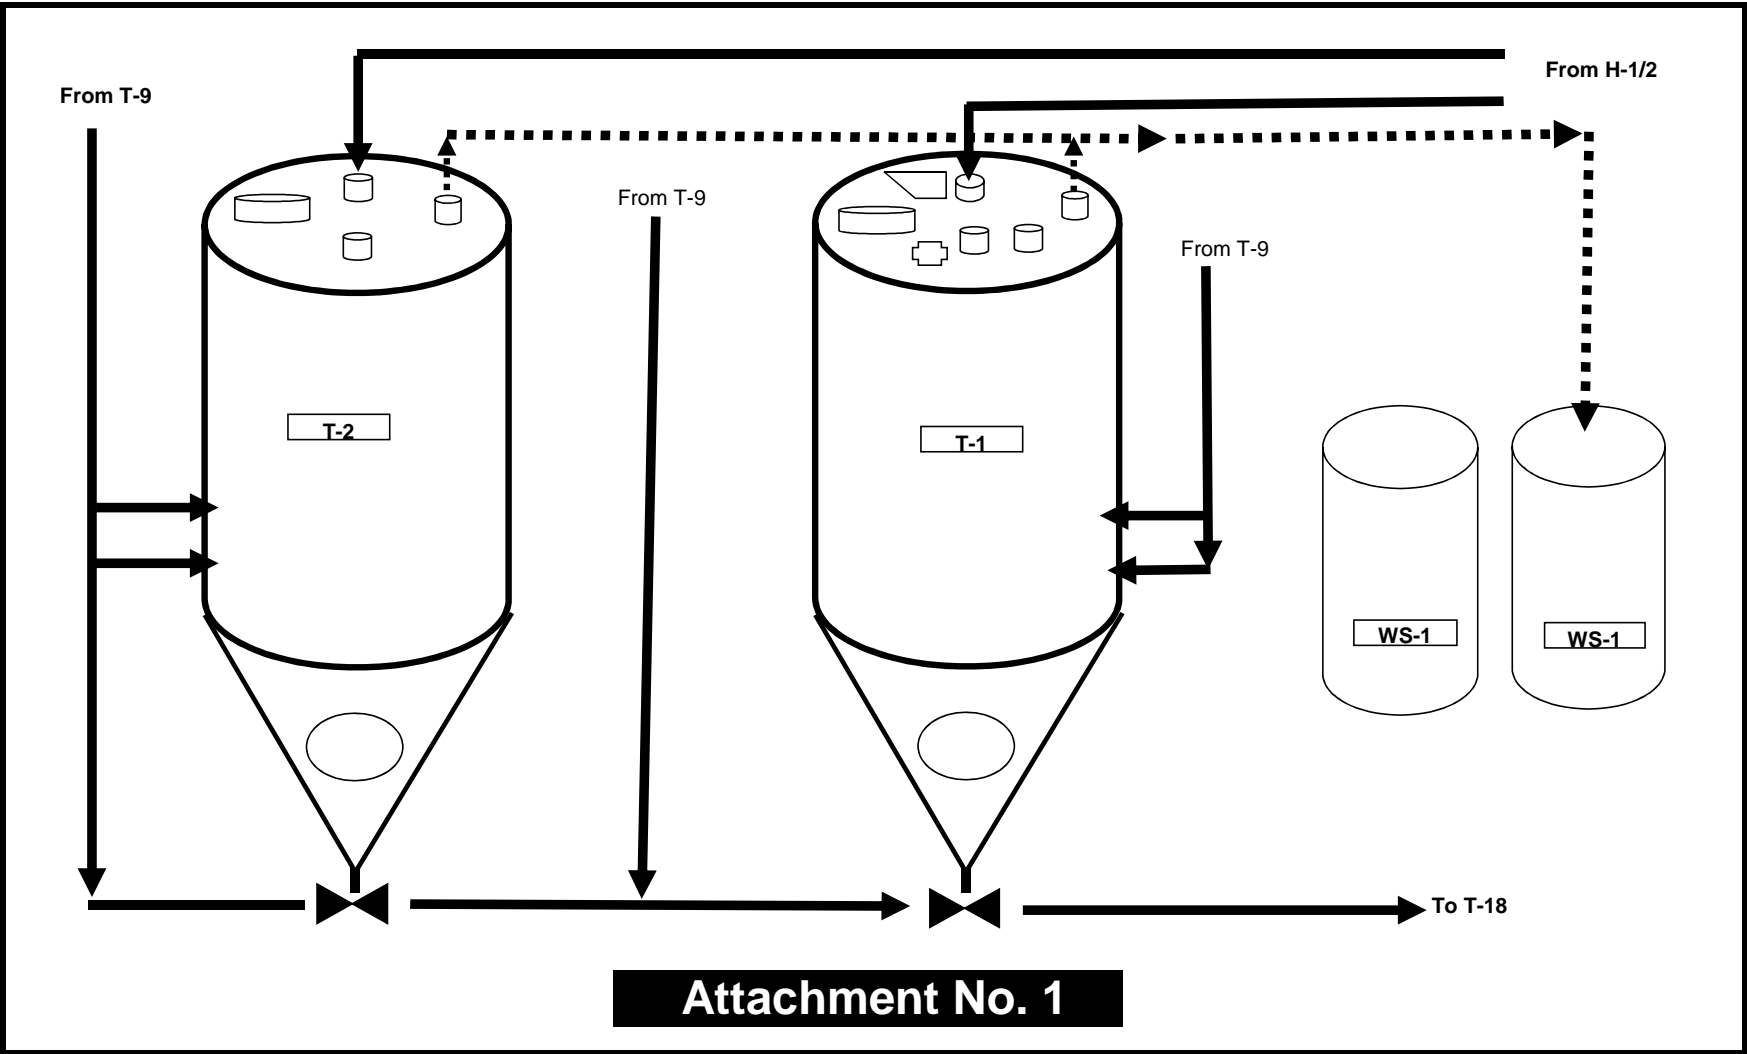 From H-1/2
From T-9
From T-9
From T-9
T-2
T-1
WS-1
WS-1
To T-18
Attachment No. 1